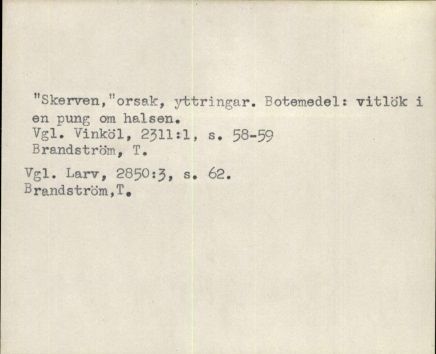 "Skerven,"orsak, yttringar. Botemedel: vitlök i
en pung om halsen.
Vgl. Vinköl, 2311:1, s. 58-59
Brandström, T.
Vgl. Larv, 2850:3, s. 62.
Brandström,T.